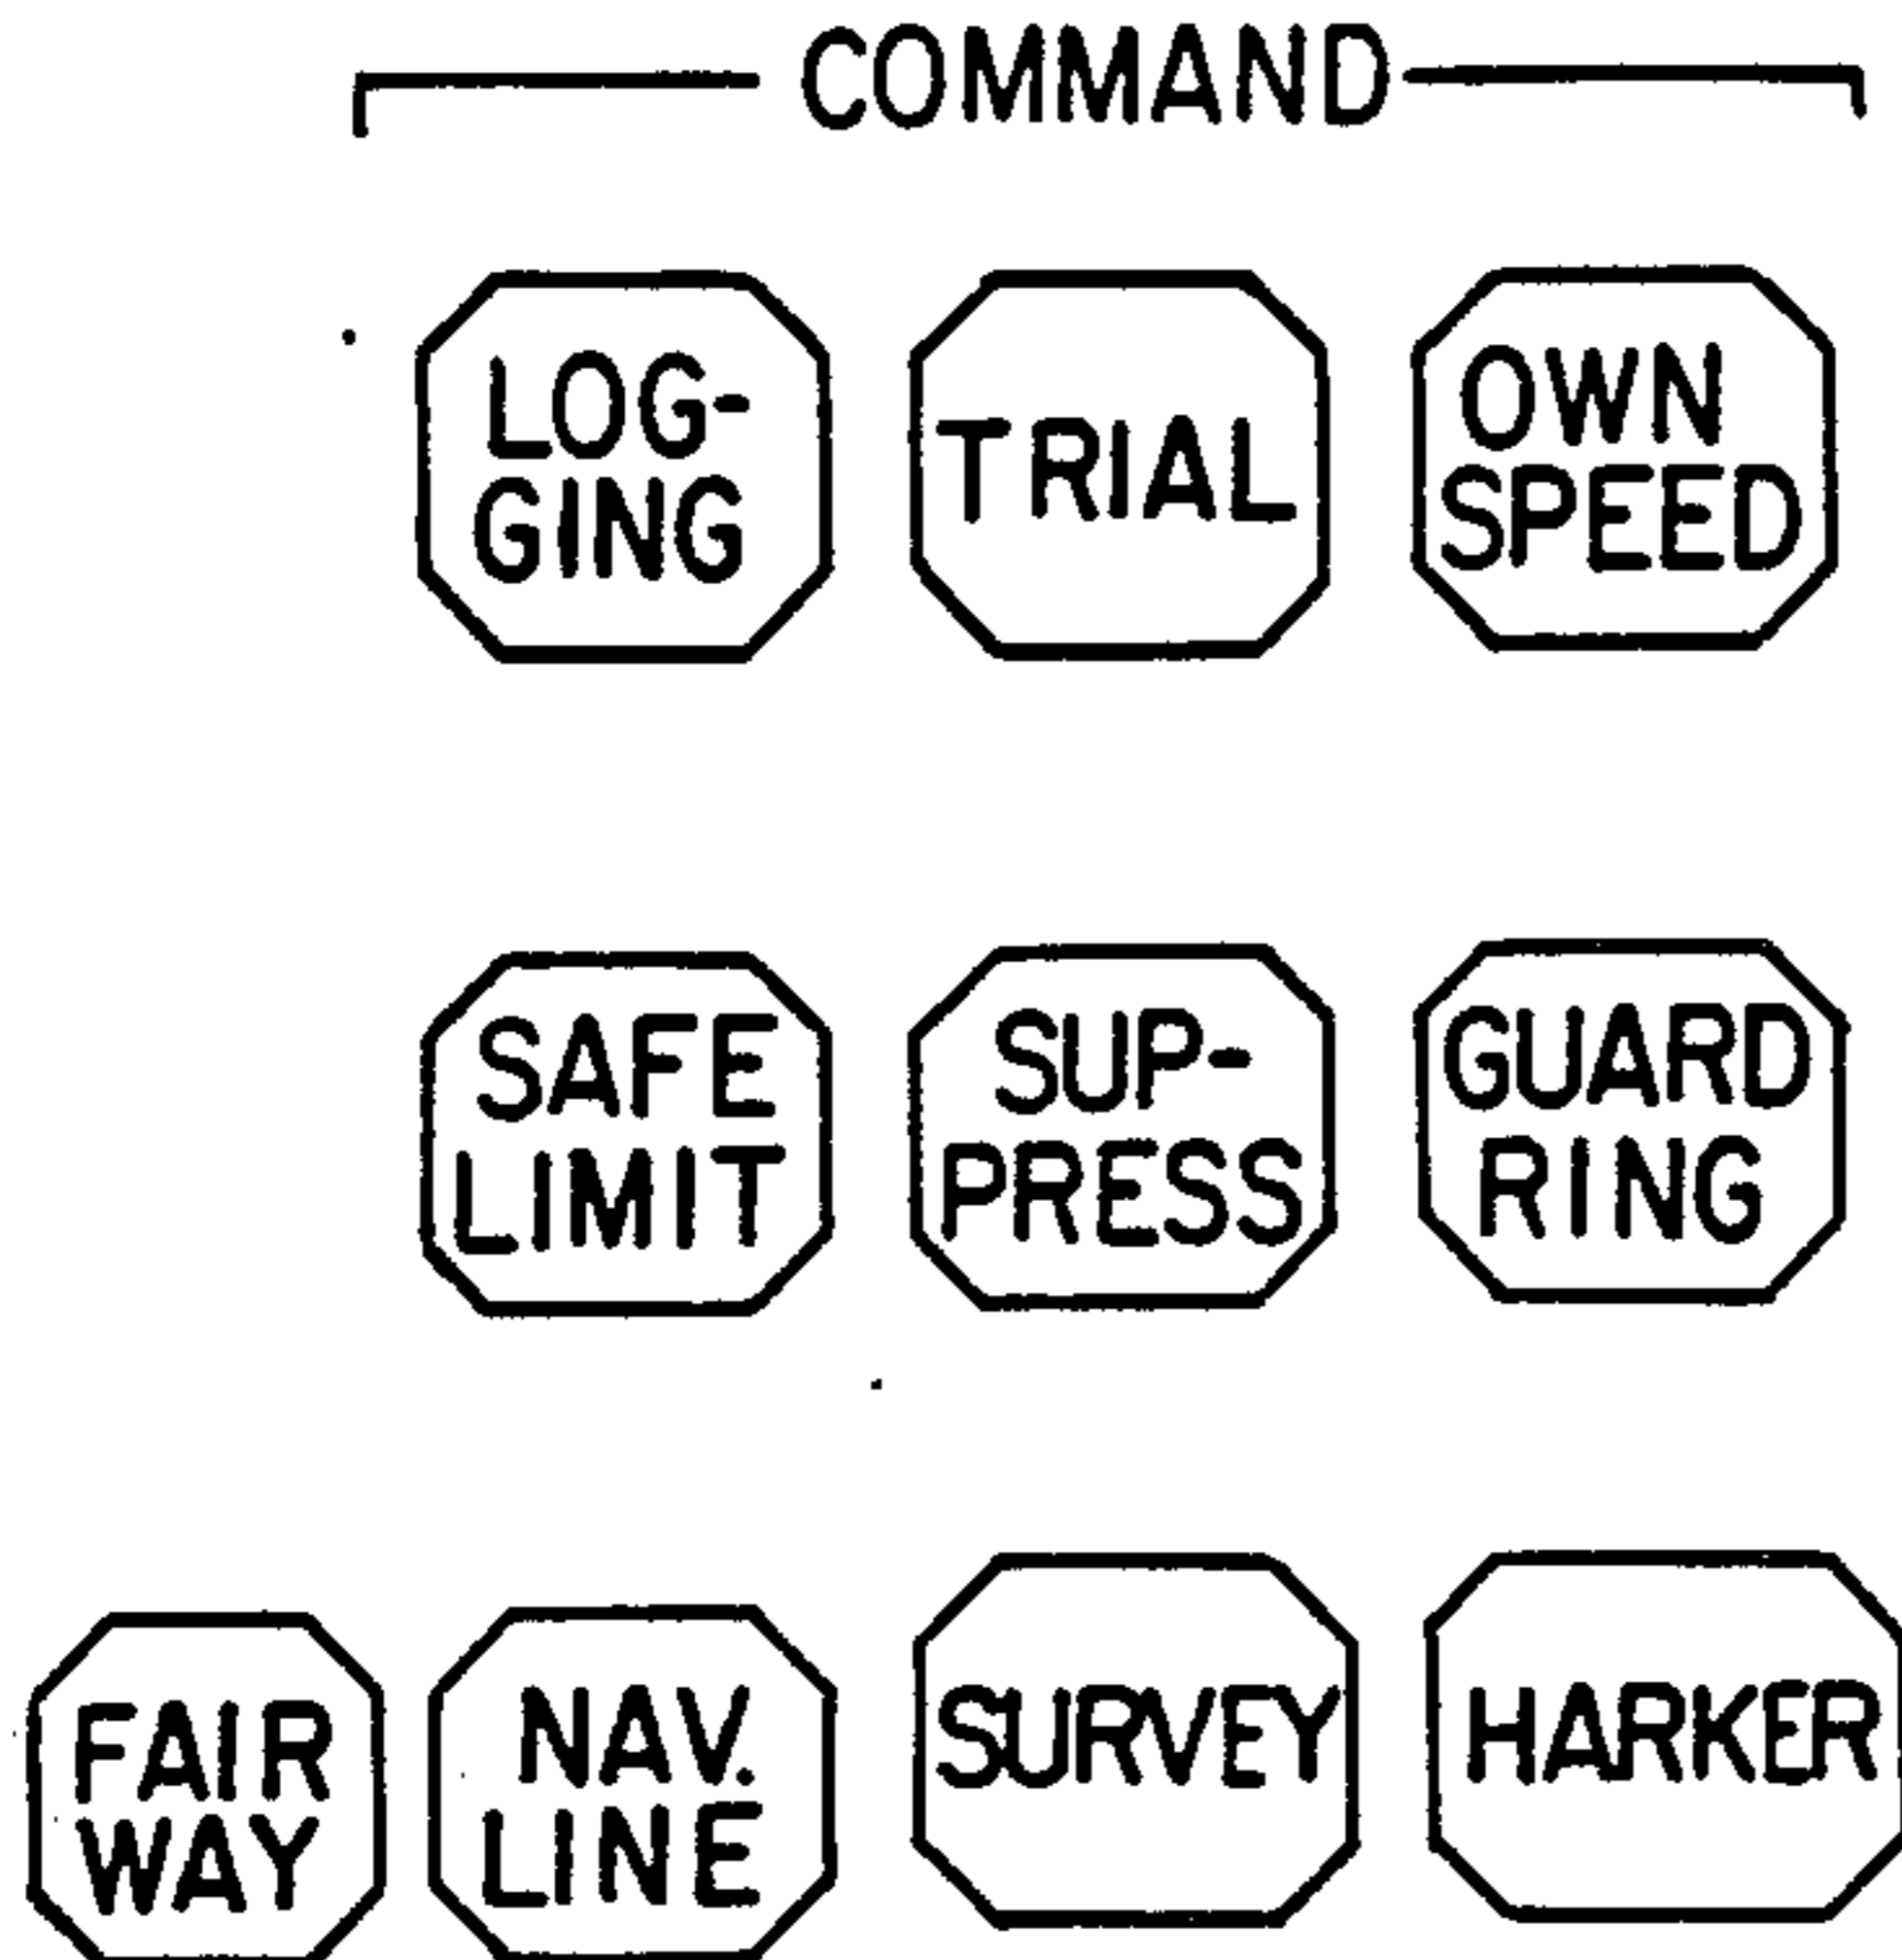 COMMAND
LOG-
GING
TRIAL
OWN
SPEED
SAFE
LIMIT
SUP-
PRESS
GUARD
RING
FAIR
WAY
NAV.
LINE
SURVEY
HARKER